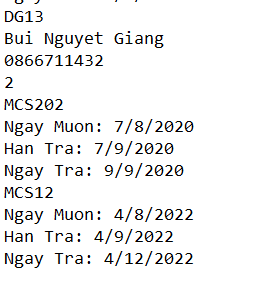 DG13
Bui Nguyet Giang
0866711432
2
MCS202
Ngay Muon: 7/8/2020
Han Tra: 7/9/2020
Ngay Tra: 9/9/2020
MCS12
Ngay Muon: 4/8/2022
Han Tra: 4/9/2022
Ngay Tra: 4/12/2022